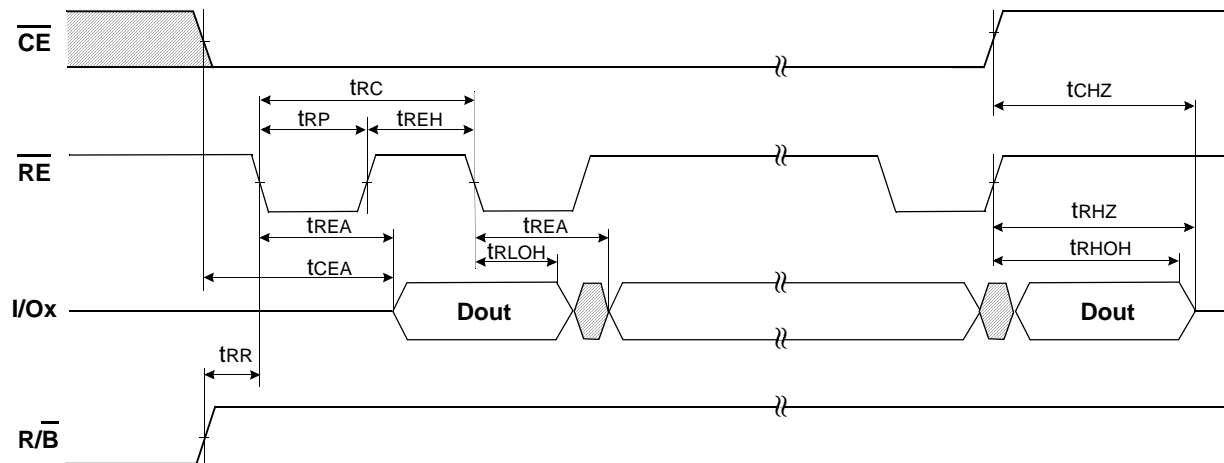 CE
tRC
tCHZ
tRP
tREH
RE
tREA
tREA
tRHZ
tRLOH
tRHOH
tCEA
I/Ox
Dout
Dout
tRR
R/B